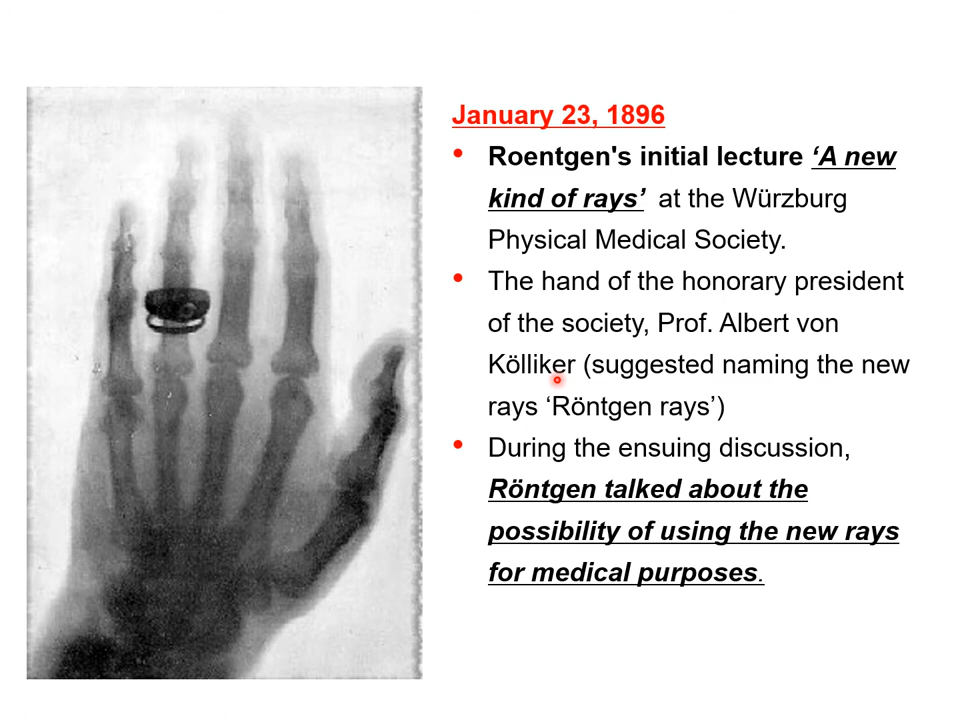 January 23, 1896
• Roentgen's initial lecture ‘A new
kind of rays’ at the Würzburg
Physical Medical Society.
• The hand of the honorary president
of the society, Prof. Albert von
Kölliker (suggested naming the new
rays ‘Röntgen rays’)
• During the ensuing discussion,
Röntgen talked about the
possibility of using the new rays
for medical purposes.